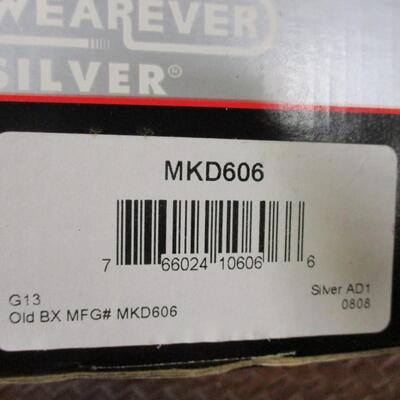 WEAREVER
SILVER®
MKD606
7 66024 10606 6
G13
Silver AD1
Old BX MFG# MKD606
0808